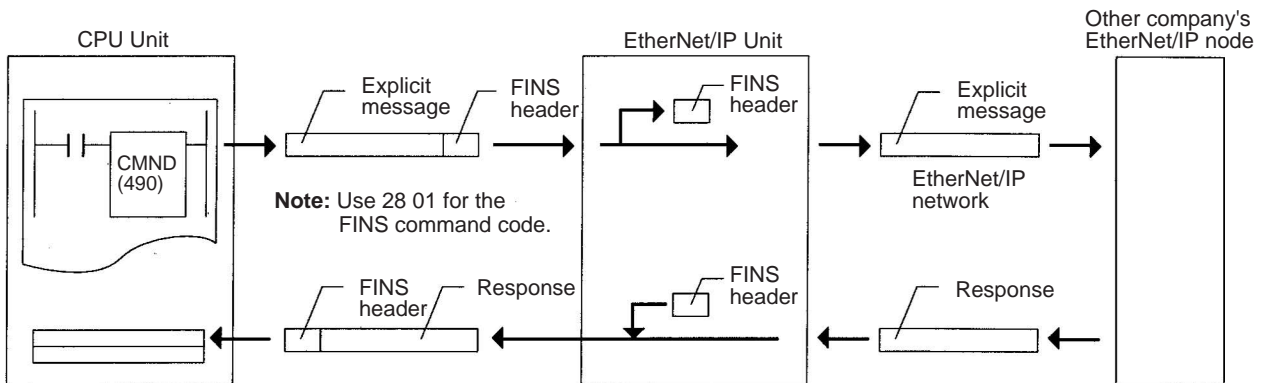 CPU Unit
EtherNet/IP Unit
Other company's
EtherNet/IP node
Explicit
message
FINS
header
FINS
header
Explicit
message
CMND
(490)
Note: Use 28 01 for the
FINS command code.
EtherNet/IP
network
FINS
header
Response
FINS
header
Response